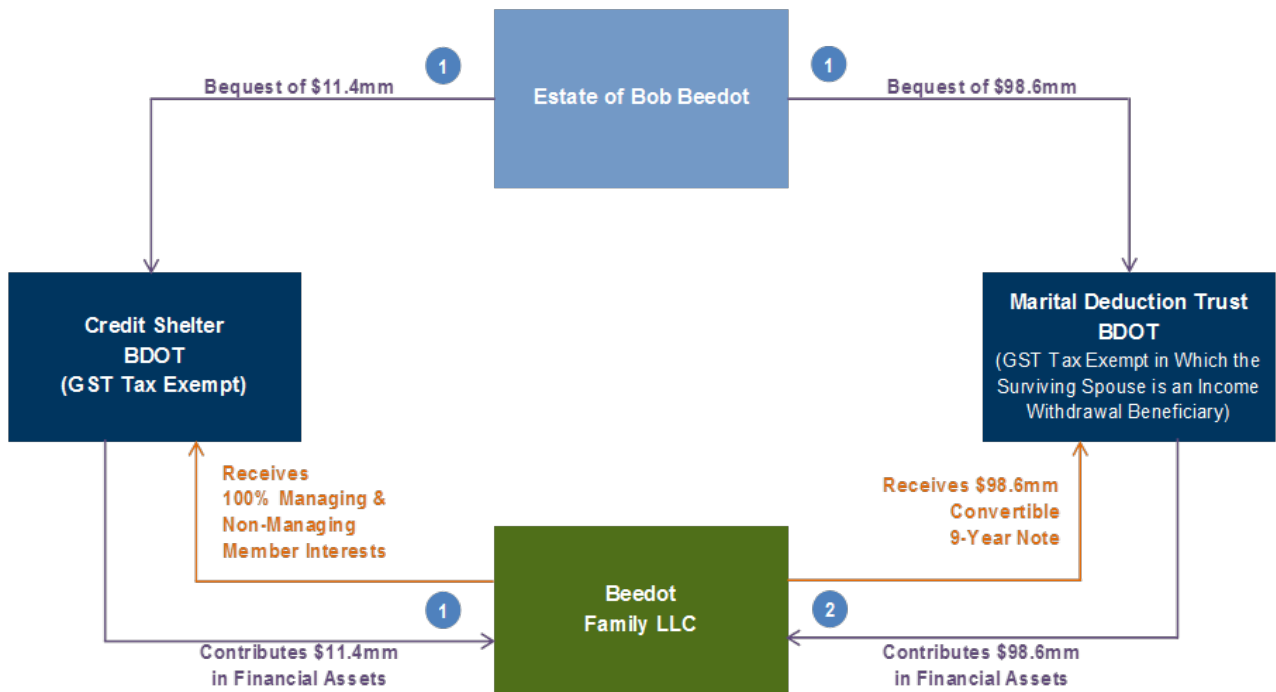 1
1
Bequest of $11.4mm
Estate of Bob Beedot
Bequest of $98.6mm
Credit Shelter
BDOT
(GST Tax Exempt)
Marital Deduction Trust
BDOT
(GST Tax Exempt in Which the
Surviving Spouse is an Income
Withdrawal Beneficiary)
Receives
100% Managing &
Non-Managing
Member Interests
Receives $98.6mm
Convertible
9-Year Note
1
Beedot
Family LLC
2
Contributes $11.4mm
in Financial Assets
Contributes $98.6mm
in Financial Assets